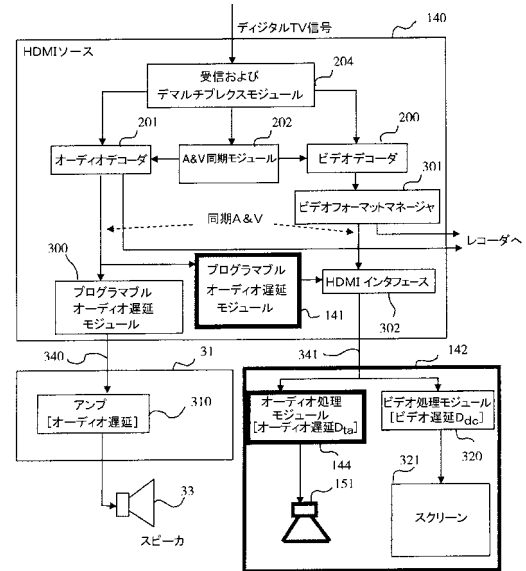 ディジタルTV信号
140
HDMIソース
受信および
デマルチプレクスモジュール
204
201
202
200
オーディオデコーダ
A&V同期モジュール
ビデオデコーダ
301
ビデオフォーマットマネージャ
同期A&V
レコーダへ
300
プログラマブル
オーディオ遅延
モジュール
プログラマブル
オーディオ遅延
モジュール
141
HDMIインタフェース
302
340
31
341
142
アンプ
[オーディオ遅延]
310
オーディオ処理
モジュール
[オーディオ遅延Dta]
ビデオ処理モジュール
[ビデオ遅延Ddc]
144
320
33
スピーカ
151
321
スクリーン